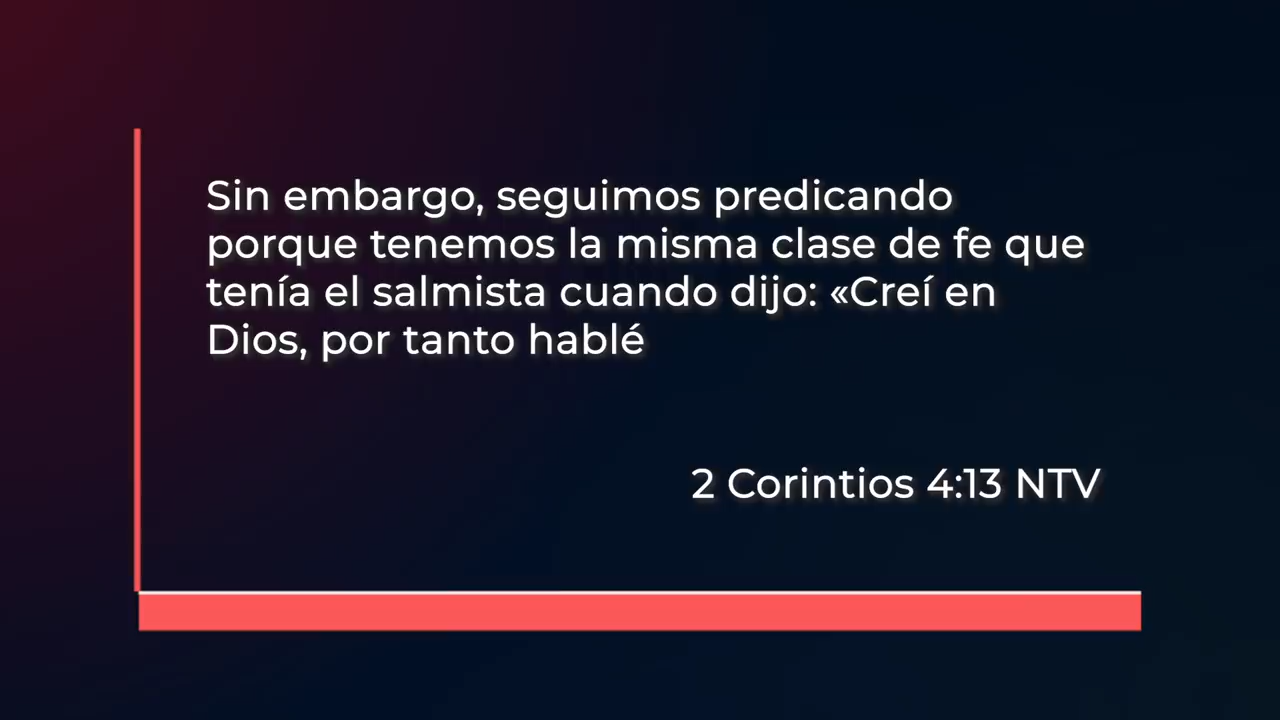 Sin embargo, seguimos predicando
porque tenemos la misma clase de fe que
tenía el salmista cuando dijo: «Creí en
Dios, por tanto hablé
2 Corintios 4:13 NTV